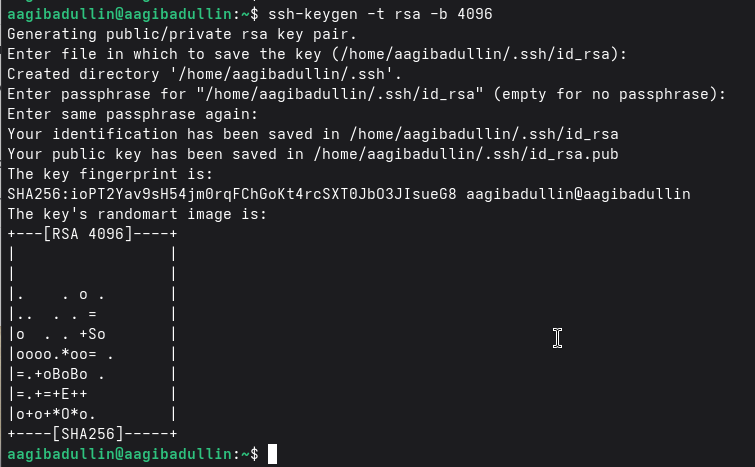 aagibadullin@aagibadullin:~$ ssh-keygen -t rsa -b 4096
Generating public/private rsa key pair.
Enter file in which to save the key (/home/aagibadullin/.ssh/id_rsa):
Created directory '/home/aagibadullin/.ssh'.
Enter passphrase for "/home/aagibadullin/.ssh/id_rsa" (empty for no passphrase):
Enter same passphrase again:
Your identification has been saved in /home/aagibadullin/.ssh/id_rsa
Your public key has been saved in /home/aagibadullin/.ssh/id_rsa.pub
The key fingerprint is:
SHA256:ioPT2Yav9sH54jm0rqFChGoKt4rcSXT0JbO3JIsueG8 aagibadullin@aagibadullin
The key's randomart image is:
+---[RSA 4096]----+
|                 |
|                 |
|.    . o .       |
|..  . . =        |
|o  . . +So       |
|oooo.*oo= .      |
|=.+oBoBo .       |
|=.+=+E++         |
|o+o+*O*o.        |
+----[SHA256]-----+
aagibadullin@aagibadullin:~$